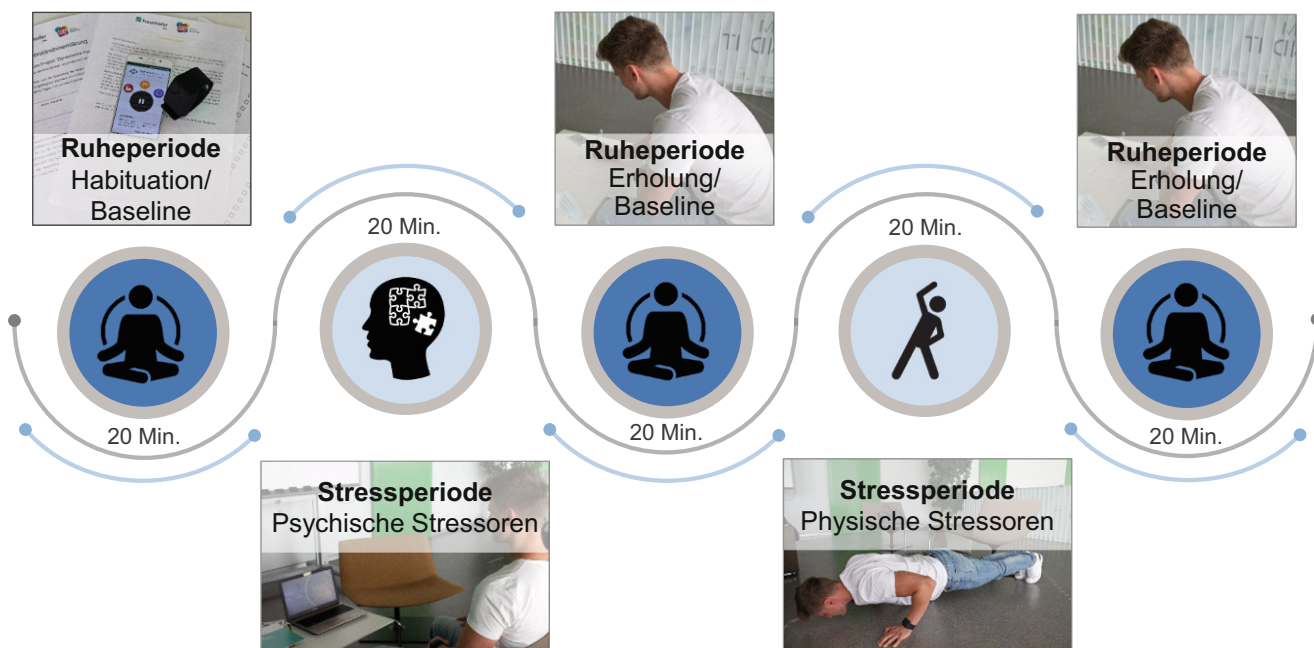 Fraunhofer
Ruheperiode
Habituation/
Baseline
20 Min.
20 Min.
Stressperiode
Psychische Stressoren
Ruheperiode
Erholung/
Baseline
20 Min.
20 Min.
Stressperiode
Physische Stressoren
Ruheperiode
Erholung/
Baseline
20 Min.